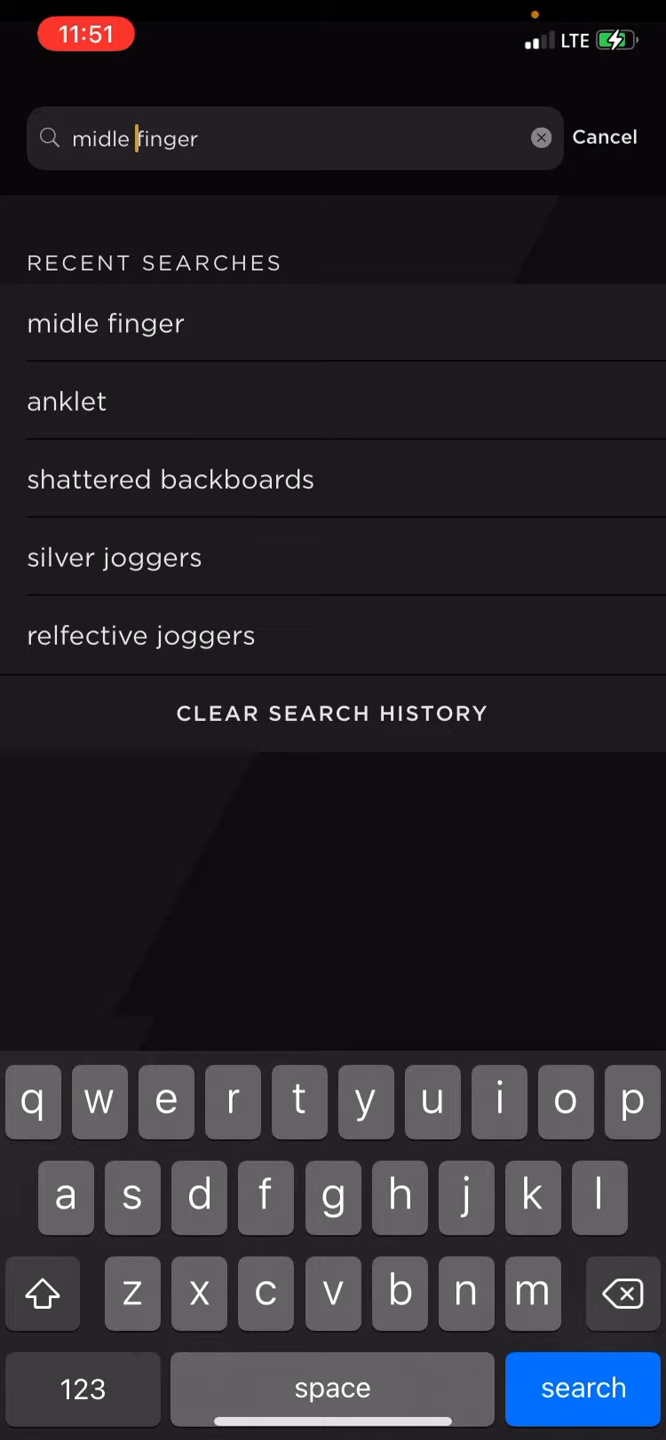 11:51
LTE
midle finger
Cancel
RECENT SEARCHES
midle finger
anklet
shattered backboards
silver joggers
relfective joggers
CLEAR SEARCH HISTORY
q w e r t y u i o p
a s d f g h j k l
z x c v b n m
123 space search